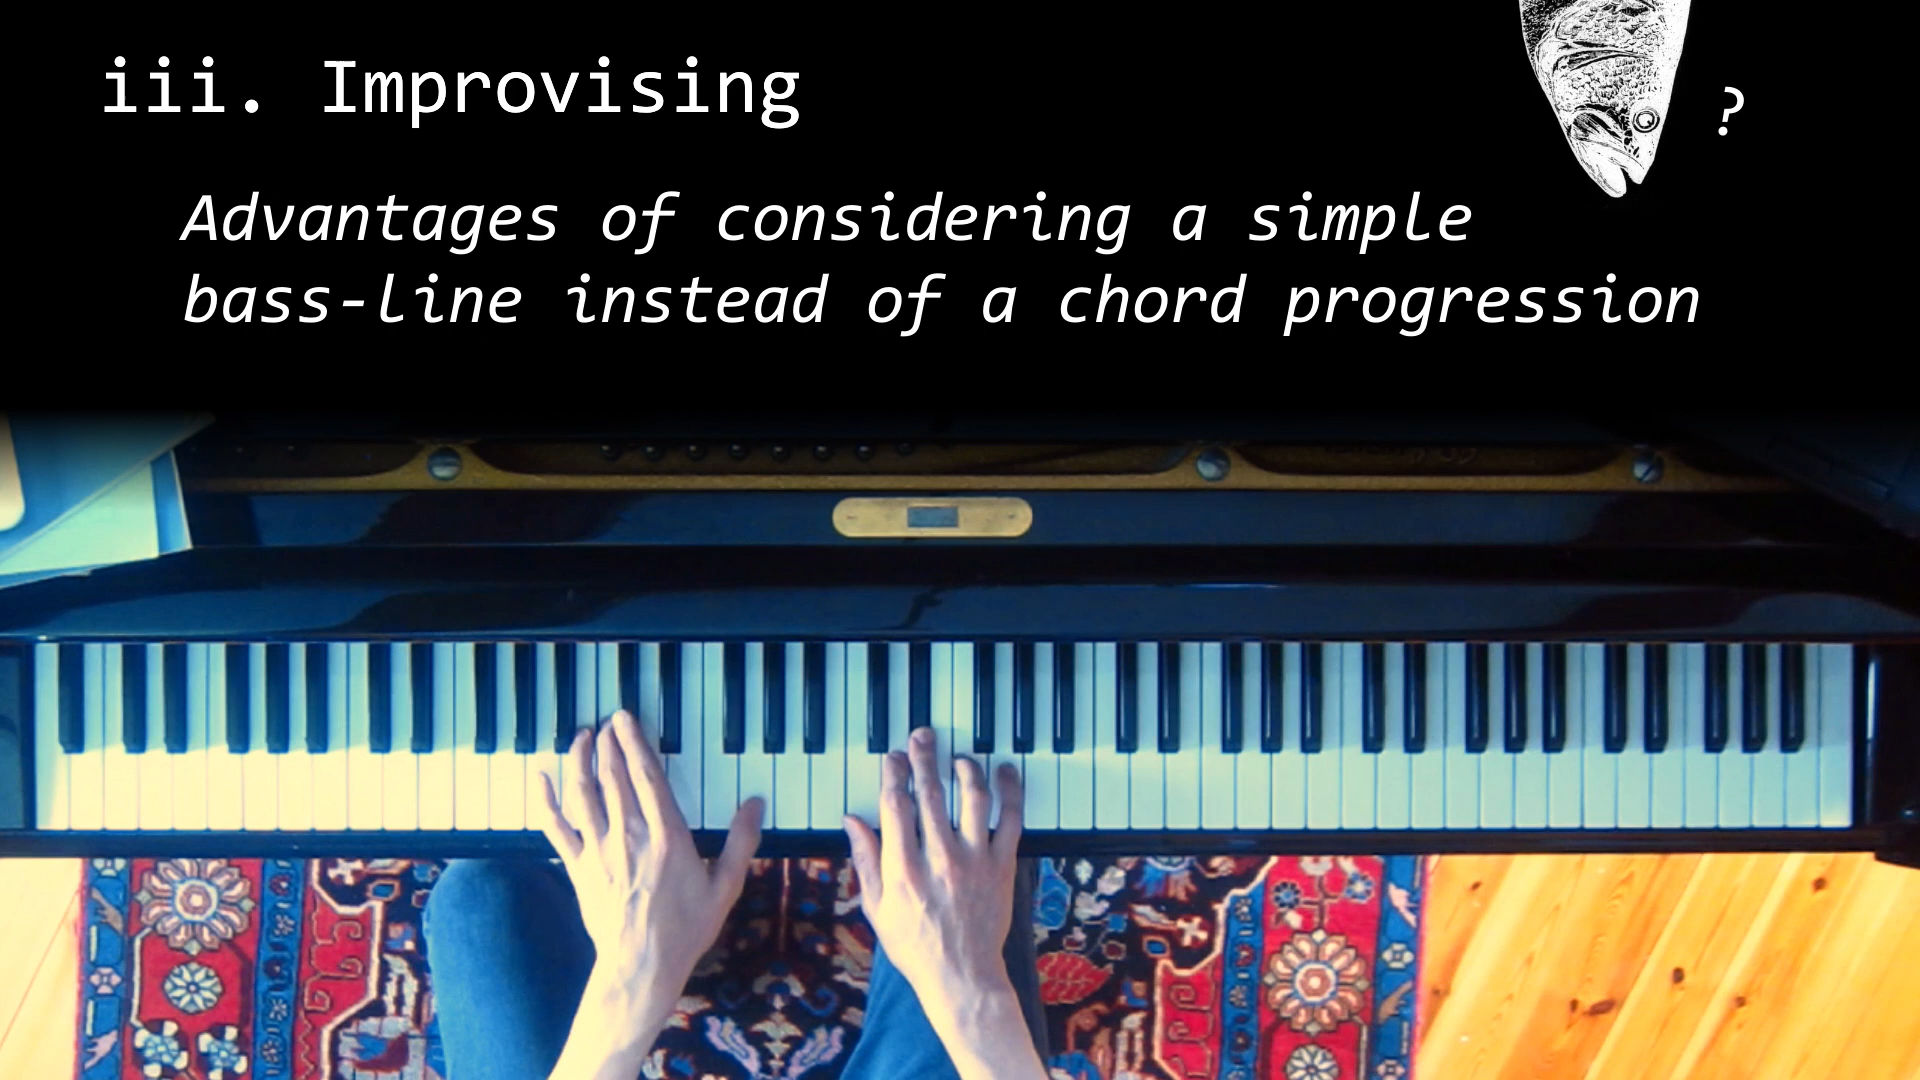 iii. Improvising
?
Advantages of considering a simple
bass-line instead of a chord progression